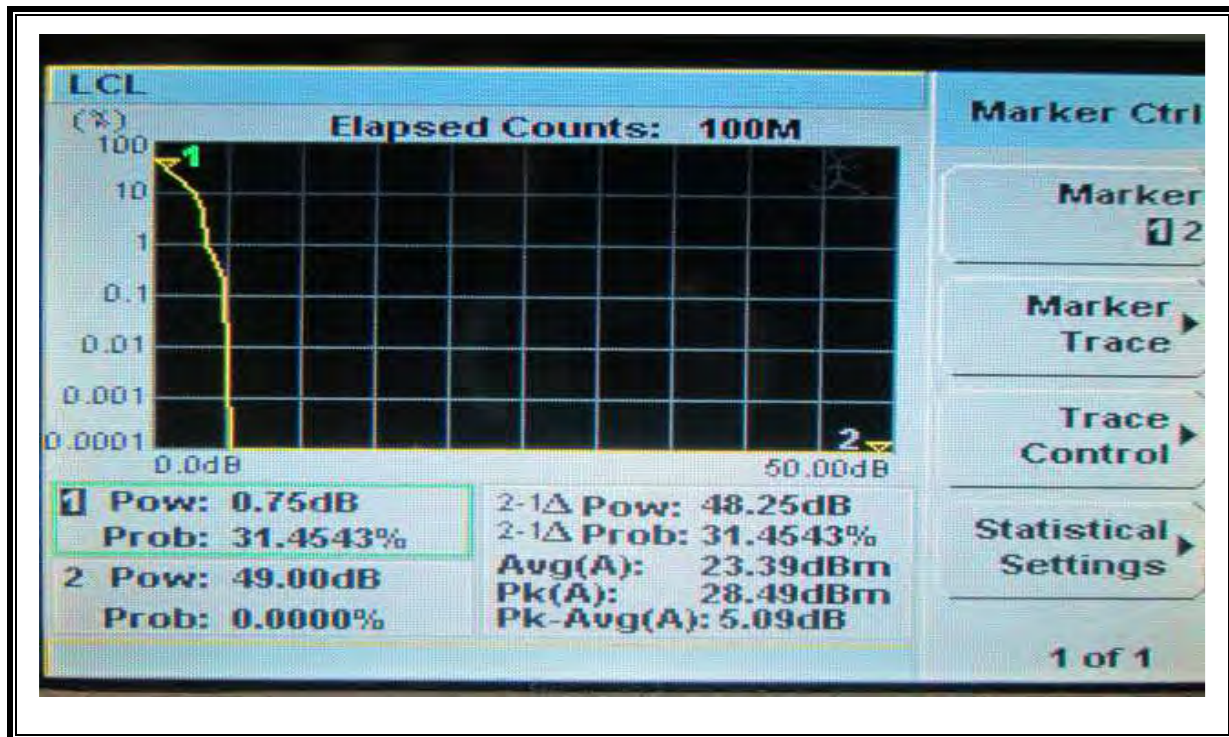 LCL
(%)
Elapsed Counts: 100M
100
10
1
0.1
0.01
0.001
0.0001
1
2
0.0dB
50.00dB
1 Pow: 0.75dB
Prob: 31.4543%
2 Pow: 49.00dB
Prob: 0.0000%
2-1Δ Pow: 48.25dB
2-1Δ Prob: 31.4543%
Avg(A): 23.39dBm
Pk(A): 28.49dBm
Pk-Avg(A): 5.09dB
Marker Ctrl
Marker
1 2
Marker
Trace
Trace
Control
Statistical
Settings
1 of 1